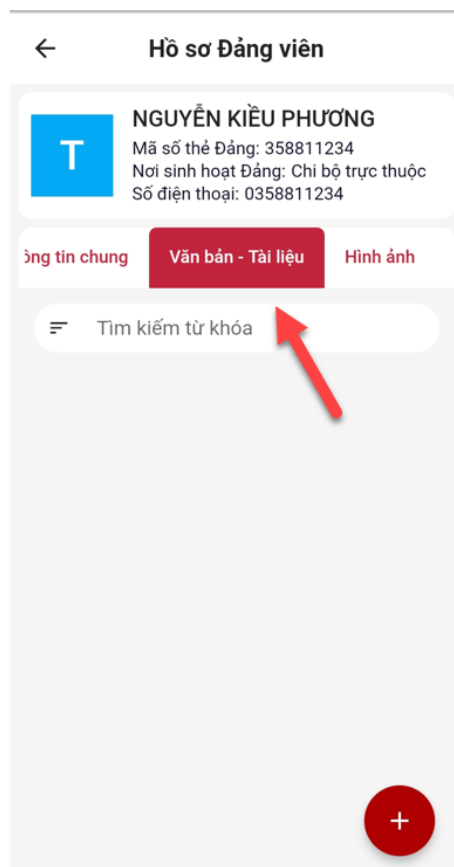 Hồ sơ Đảng viên
T
NGUYỄN KIỀU PHƯƠNG
Mã số thẻ Đảng: 358811234
Nơi sinh hoạt Đảng: Chi bộ trực thuộc
Số điện thoại: 0358811234
ông tin chung Văn bản - Tài liệu Hình ảnh
Tìm kiếm từ khóa
+